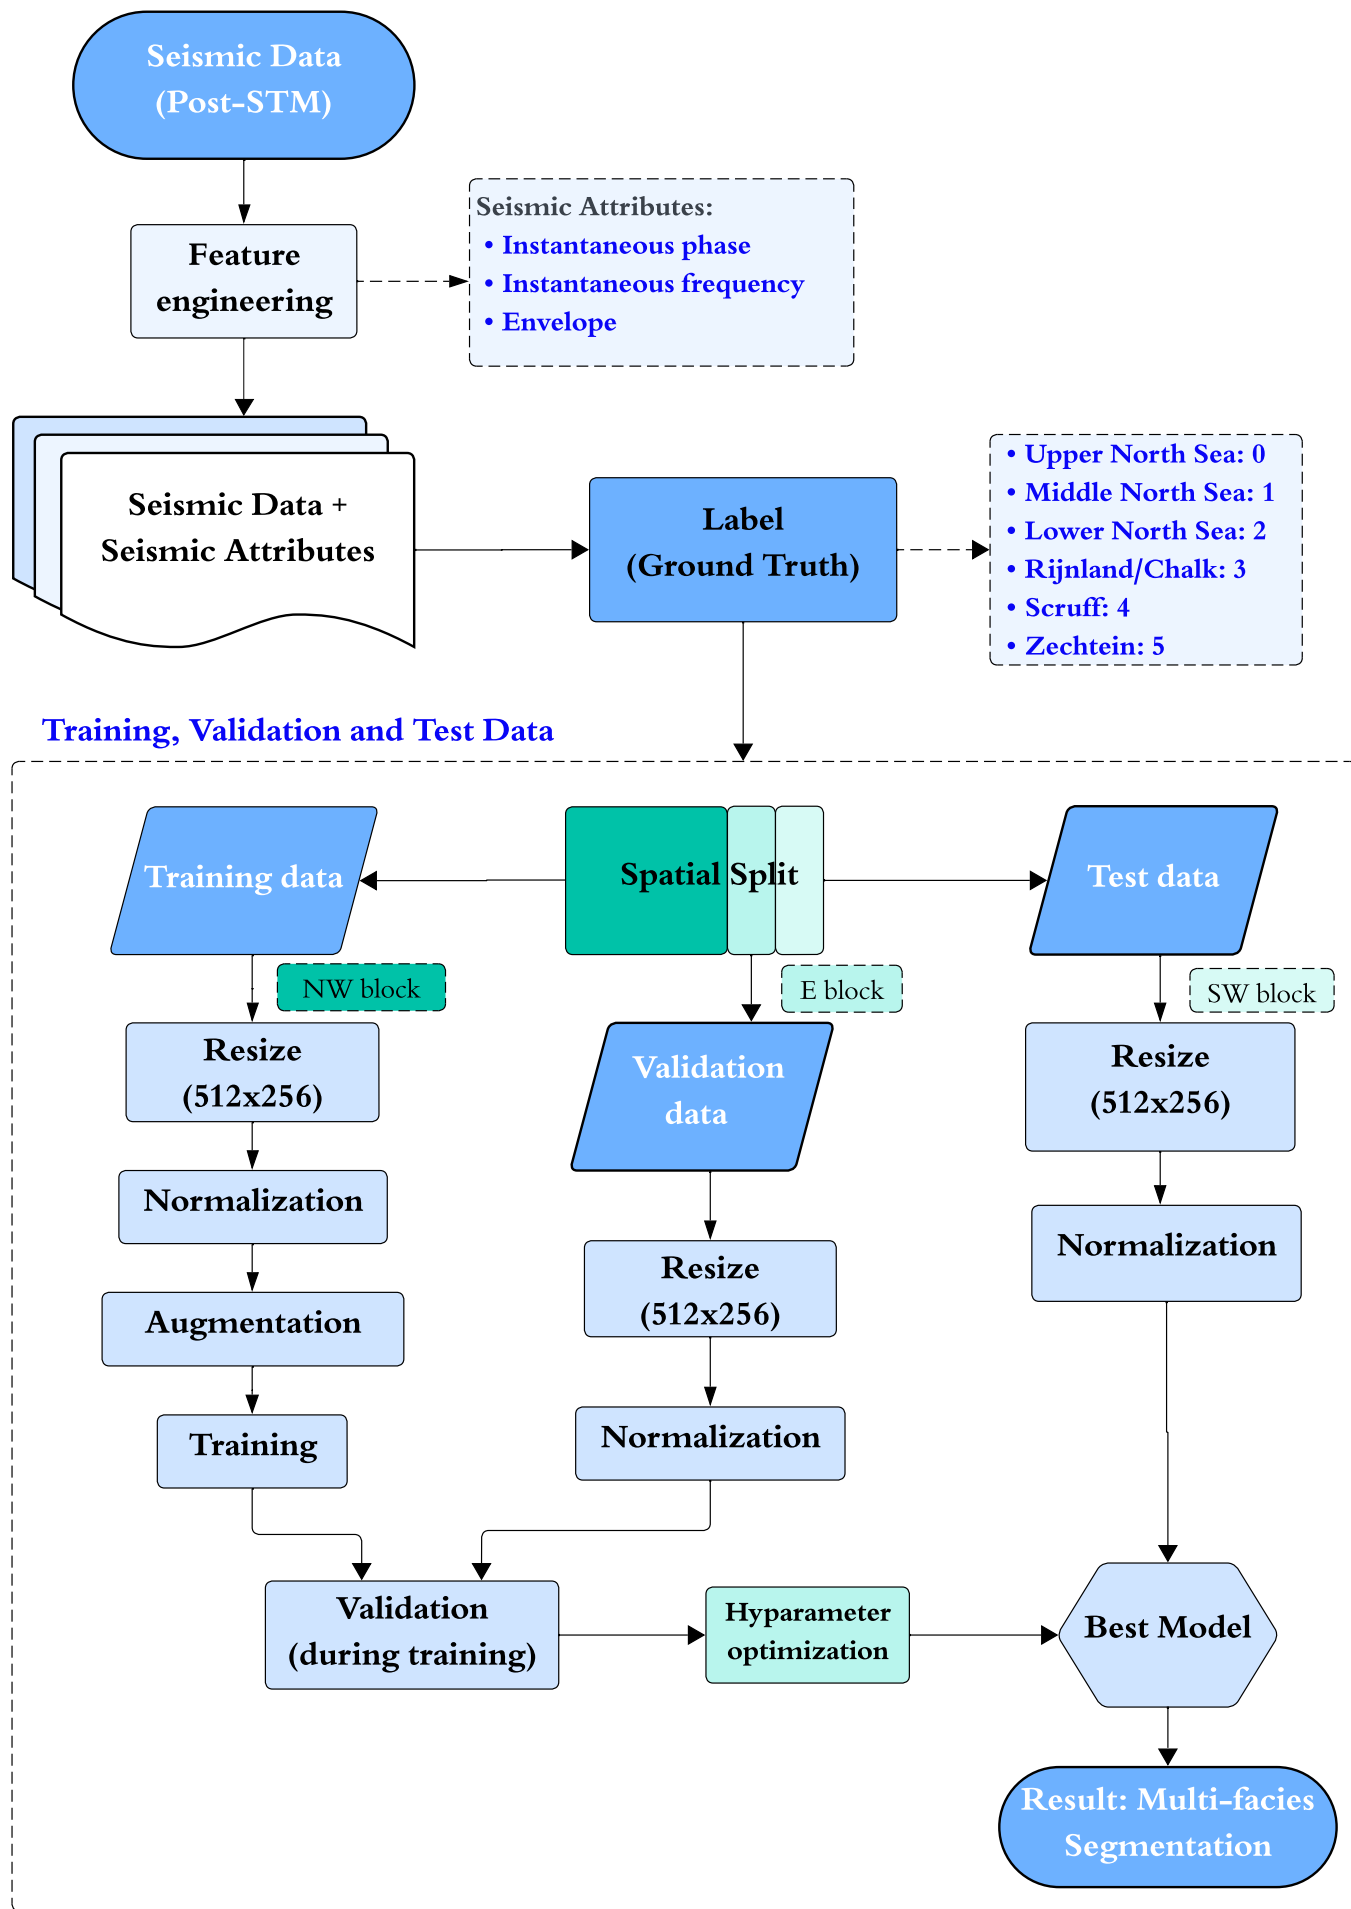 Seismic Data
(Post-STM)
Feature
engineering
Seismic Attributes:
• Instantaneous phase
• Instantaneous frequency
• Envelope
Seismic Data +
Seismic Attributes
Label
(Ground Truth)
• Upper North Sea: 0
• Middle North Sea: 1
• Lower North Sea: 2
• Rijnland/Chalk: 3
• Scruff: 4
• Zechtein: 5
Training, Validation and Test Data
Training data
Spatial Split
Test data
NW block
E block
SW block
Resize
(512x256)
Normalization
Augmentation
Training
Validation
data
Resize
(512x256)
Normalization
Resize
(512x256)
Normalization
Validation
(during training)
Hyparameter
optimization
Best Model
Result: Multi-facies
Segmentation